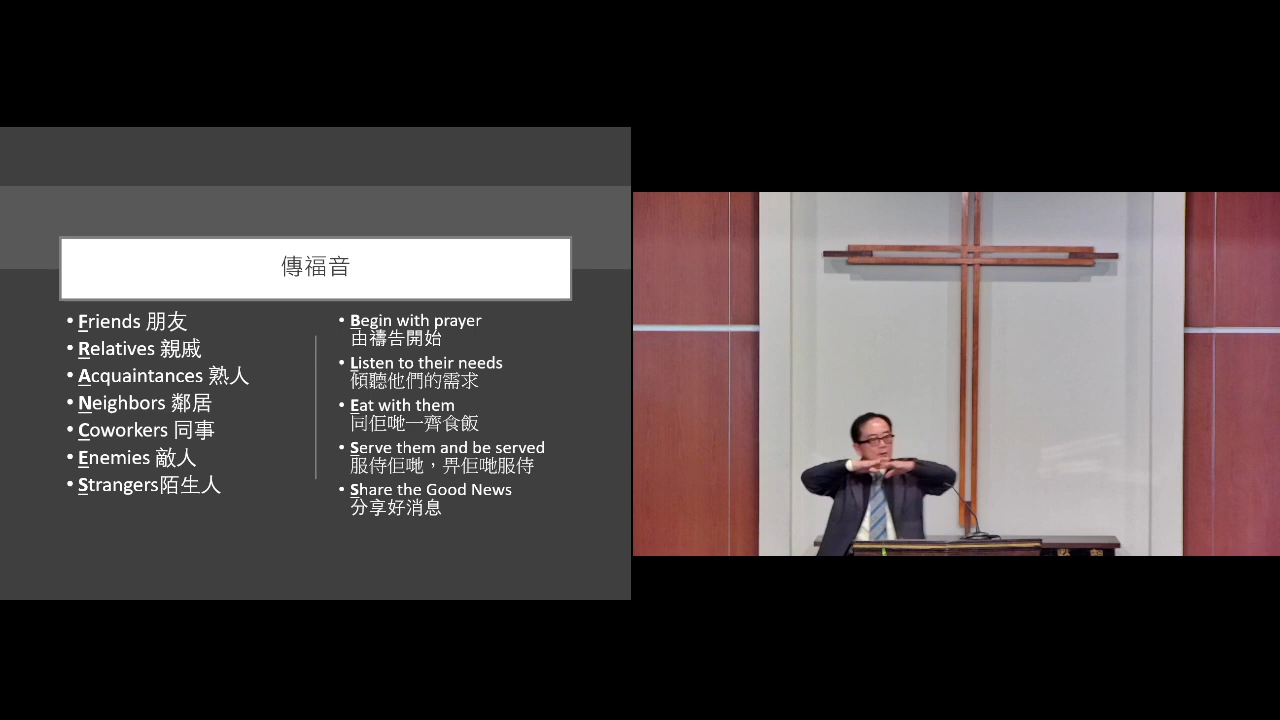 傳福音
• Friends 朋友
• Relatives 親戚
• Acquaintances 熟人
• Neighbors 鄰居
• Coworkers 同事
• Enemies 敵人
• Strangers陌生人
• Begin with prayer
由禱告開始
• Listen to their needs
傾聽他們的需求
• Eat with them
同佢哋一齊食飯
• Serve them and be served
服侍佢哋，畀佢哋服侍
• Share the Good News
分享好消息